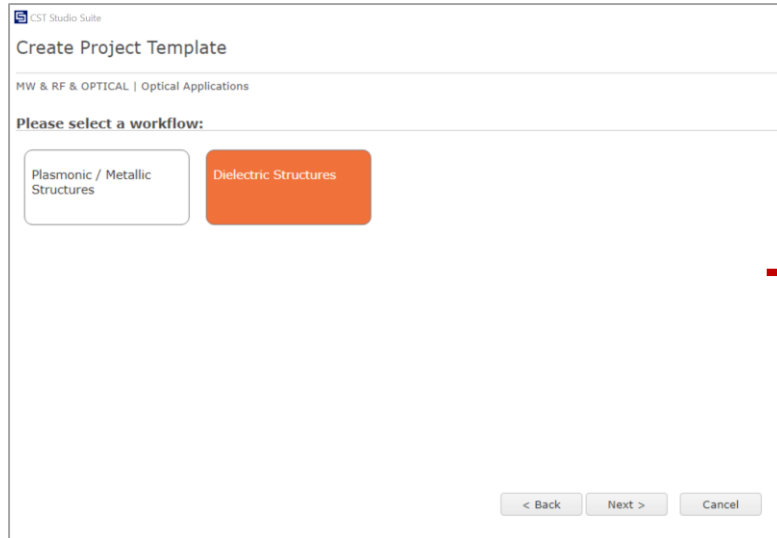 CST Studio Suite
Create Project Template
MW & RF & OPTICAL | Optical Applications
Please select a workflow:
Plasmonic / Metallic
Structures
Dielectric Structures
< Back
Next >
Cancel